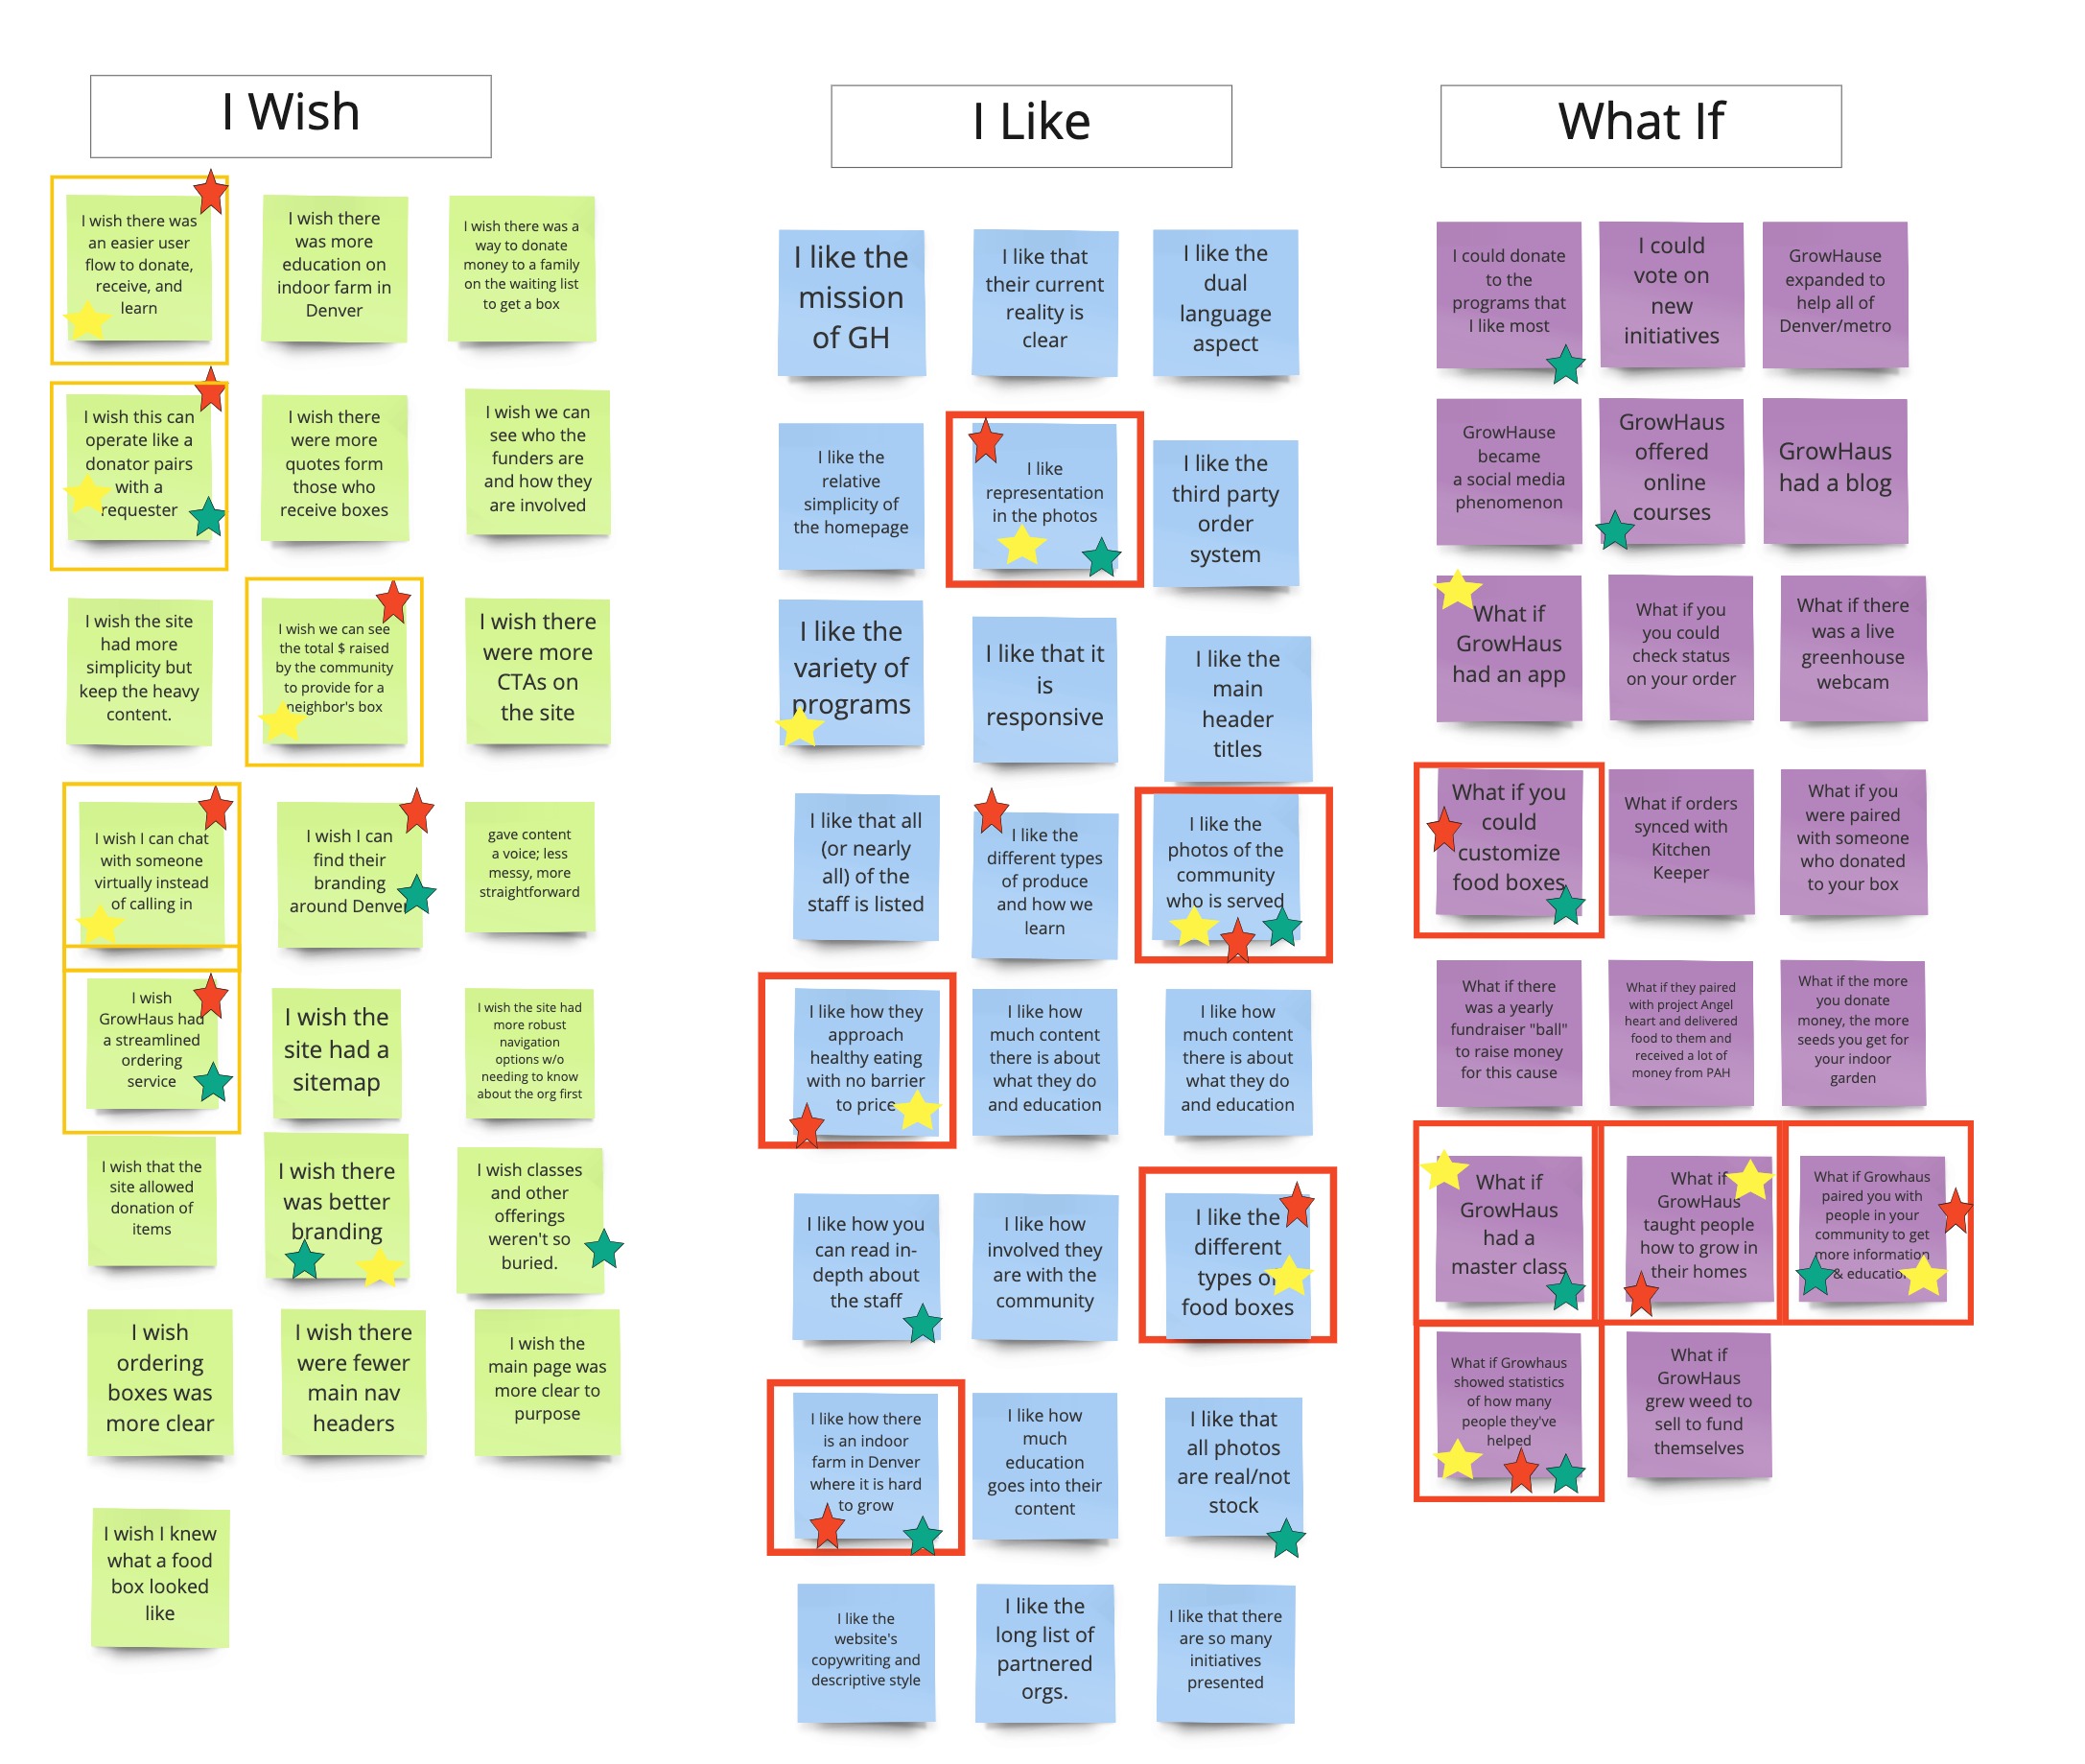 I Wish
I wish there was
an easier user
flow to donate,
receive, and
learn
I wish there
was more
education on
indoor farm in
Denver
I wish there was a
way to donate
money to a family
on the waiting list
to get a box
I wish this can
operate like a
donator pairs
with a
requester
I wish there
were more
quotes form
those who
receive boxes
I wish we can
see who the
funders are
and how they
are involved
I wish the site
had more
simplicity but
keep the heavy
content.
I wish we can see
the total $ raised
by the community
to provide for a
neighbor's box
I wish there
were more
CTAs on
the site
I wish I can chat
with someone
virtually instead
of calling in
I wish I can
find their
branding
around Denver
gave content
a voice; less
messy, more
straightforward
I wish
GrowHaus had
a streamlined
ordering
service
I wish the
site had a
sitemap
I wish the site had
more robust
navigation
options w/o
needing to know
about the org first
I wish that the
site allowed
donation of
items
I wish there
was better
branding
I wish classes
and other
offerings
weren't so
buried.
I wish
ordering
boxes was
more clear
I wish there
were fewer
main nav
headers
I wish the
main page was
more clear to
purpose
I wish I knew
what a food
box looked
like
I Like
I like the
mission
of GH
I like that
their current
reality is
clear
I like the
dual
language
aspect
I like the
relative
simplicity of
the homepage
I like
representation
in the photos
I like the
third party
order
system
I like the
variety of
programs
I like that it
is
responsive
I like the
main
header
titles
I like that all
(or nearly
all) of the
staff is listed
I like the
different types
of produce
and how we
learn
I like the
photos of the
community
who is served
I like how they
approach
healthy eating
with no barrier
to price
I like how
much content
there is about
what they do
and education
I like how
much content
there is about
what they do
and education
I like how you
can read in-
depth about
the staff
I like how
involved they
are with the
community
I like the
different
types of
food boxes
I like how there
is an indoor
farm in Denver
where it is hard
to grow
I like how
much
education
goes into their
content
I like that
all photos
are real/not
stock
I like the
website's
copywriting and
descriptive style
I like the
long list of
partnered
orgs.
I like that there
are so many
initiatives
presented
What If
I could donate
to the
programs that
I like most
I could
vote on
new
initiatives
GrowHause
expanded to
help all of
Denver/metro
GrowHause
became
a social media
phenomenon
GrowHaus
offered
online
courses
GrowHaus
had a blog
What if
GrowHaus
had an app
What if you
you could
check status
on your order
What if there
was a live
greenhouse
webcam
What if you
could
customize
food boxes
What if orders
synced with
Kitchen
Keeper
What if you
were paired
with someone
who donated
to your box
What if there
was a yearly
fundraiser "ball"
to raise money
for this cause
What if they paired
with project Angel
heart and delivered
food to them and
received a lot of
money from PAH
What if the more
you donate
money, the more
seeds you get for
your indoor
garden
What if
GrowHaus
had a
master class
What if
GrowHaus
taught people
how to grow in
their homes
What if Growhaus
paired you with
people in your
community to get
more information
& education
What if Growhaus
showed statistics
of how many
people they've
helped
What if
GrowHaus
grew weed to
sell to fund
themselves